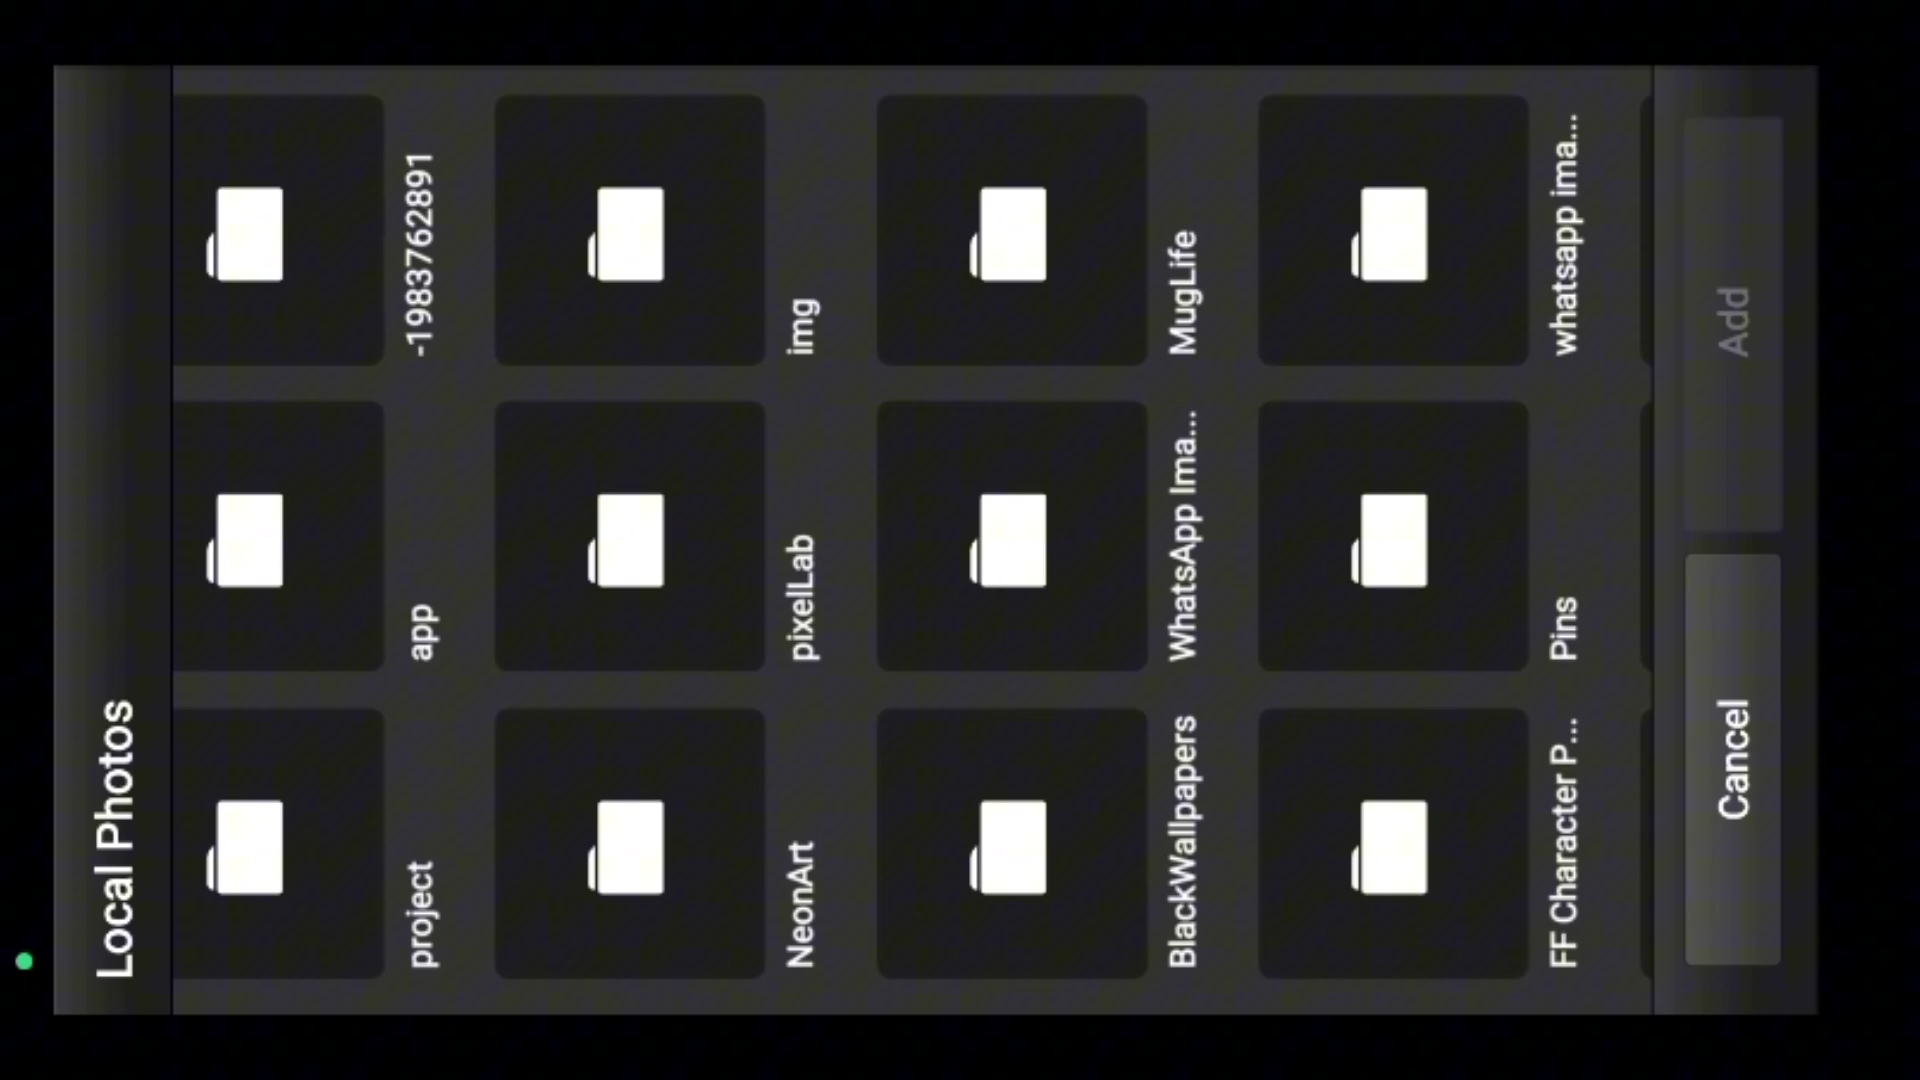 Local Photos
project
app
-1983762891
NeonArt
pixelLab
img
BlackWallpapers
WhatsApp Ima...
MugLife
FF Character P...
Pins
whatsapp ima...
Cancel
Add